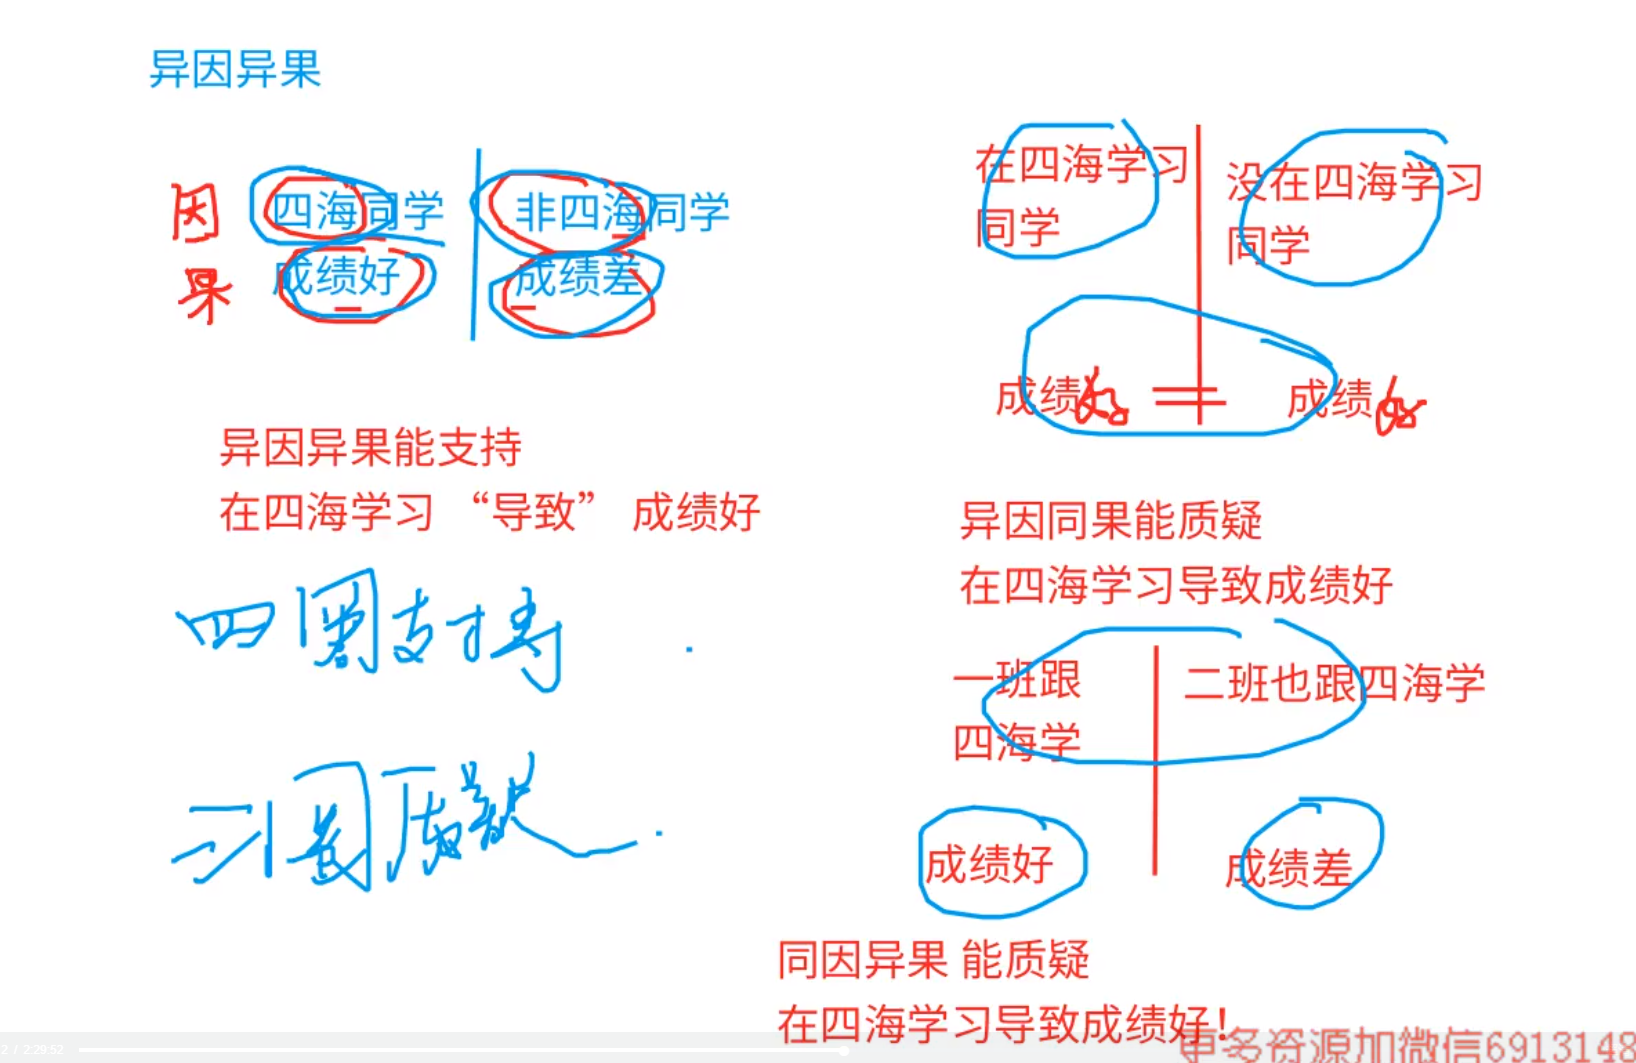 异因异果
因 四海同学 非四海同学
果 成绩好 成绩差
异因异果能支持
在四海学习 “导致” 成绩好
四圈支持
三圈质疑
在四海学习
同学
没在四海学习
同学
成绩好 = 成绩好
异因同果能质疑
在四海学习导致成绩好
一班跟
四海学
二班也跟四海学
成绩好 成绩差
同因异果 能质疑
在四海学习导致成绩好!
2 / 2:29:52
更多资源加微信6913148